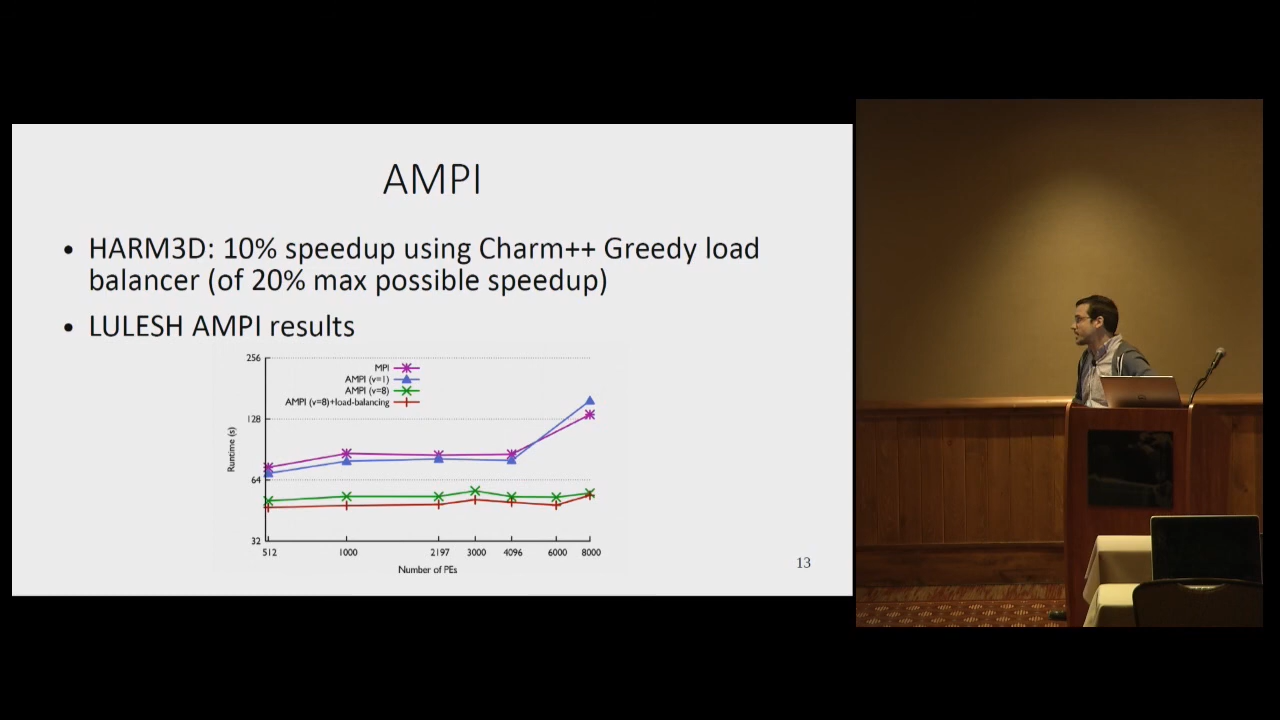 AMPI
• HARM3D: 10% speedup using Charm++ Greedy load
balancer (of 20% max possible speedup)
• LULESH AMPI results
256
128
64
32
Runtime (s)
MPI
AMPI (v=1)
AMPI (v=8)
AMPI (v=8)+load-balancing
512 1000 2197 3000 4096 6000 8000
Number of PEs
13